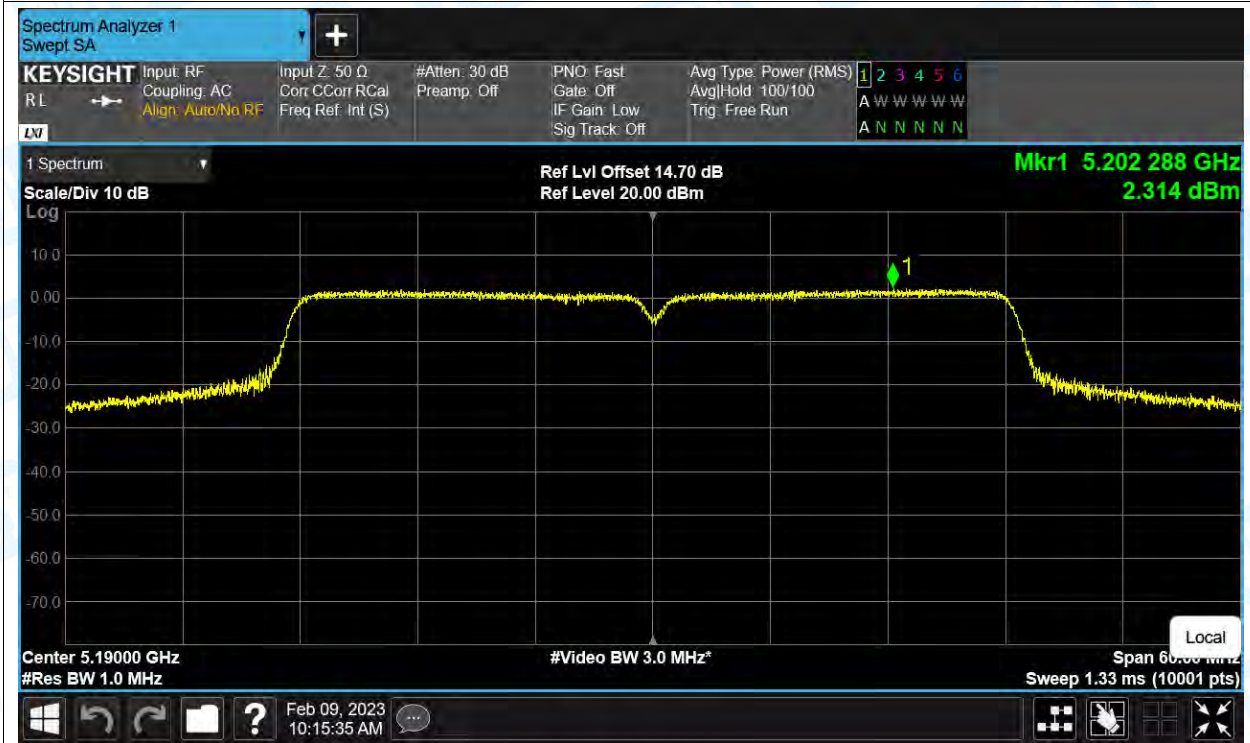 Spectrum Analyzer 1
Swept SA
+
KEYSIGHT
R L
LXI
Input: RF
Coupling: AC
Align: Auto/No RF
Input Z: 50 Ω
Corr CCorr RCal
Freq Ref: Int (S)
#Atten: 30 dB
Preamp: Off
PNO: Fast
Gate: Off
IF Gain: Low
Sig Track: Off
Avg Type: Power (RMS)
Avg|Hold: 100/100
Trig: Free Run
1 2 3 4 5 6
A W W W W W
A N N N N N
1 Spectrum
Scale/Div 10 dB
Ref Lvl Offset 14.70 dB
Ref Level 20.00 dBm
Mkr1 5.202 288 GHz
2.314 dBm
Log
10.0
0.00
-10.0
-20.0
-30.0
-40.0
-50.0
-60.0
-70.0
1
Center 5.19000 GHz
#Res BW 1.0 MHz
#Video BW 3.0 MHz*
Local
Span 60.00 MHz
Sweep 1.33 ms (10001 pts)
?
Feb 09, 2023
10:15:35 AM